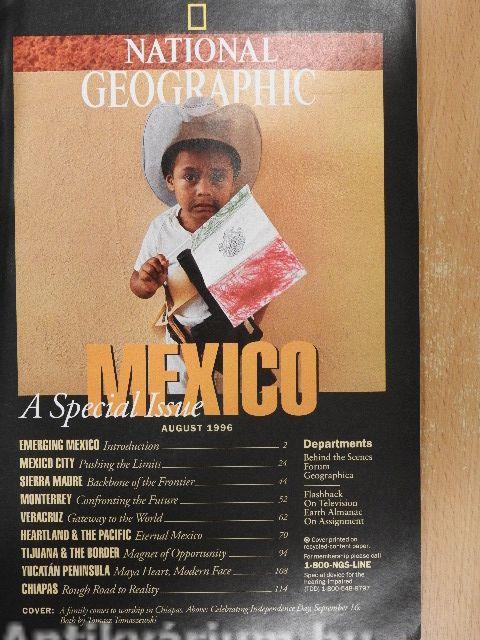 NATIONAL
GEOGRAPHIC
MEXICO
A Special Issue
AUGUST 1996
EMERGING MEXICO Introduction 2
MEXICO CITY Pushing the Limits 24
SIERRA MADRE Backbone of the Frontier 44
MONTERREY Confronting the Future 52
VERACRUZ Gateway to the World 62
HEARTLAND & THE PACIFIC Eternal Mexico 70
TIJUANA & THE BORDER Magnet of Opportunity 94
YUCATÁN PENINSULA Maya Heart, Modern Face 108
CHIAPAS Rough Road to Reality 114
Departments
Behind the Scenes
Forum
Geographica
Flashback
On Television
Earth Almanac
On Assignment
Cover printed on
recycled-content paper.
For membership please call
1-800-NGS-LINE
Special device for the
hearing impaired
(TDD) 1-800-548-9797
COVER: A family comes to worship in Chiapas. Above: Celebrating Independence Day, September 16.
Both by Tomasz Tomaszewski